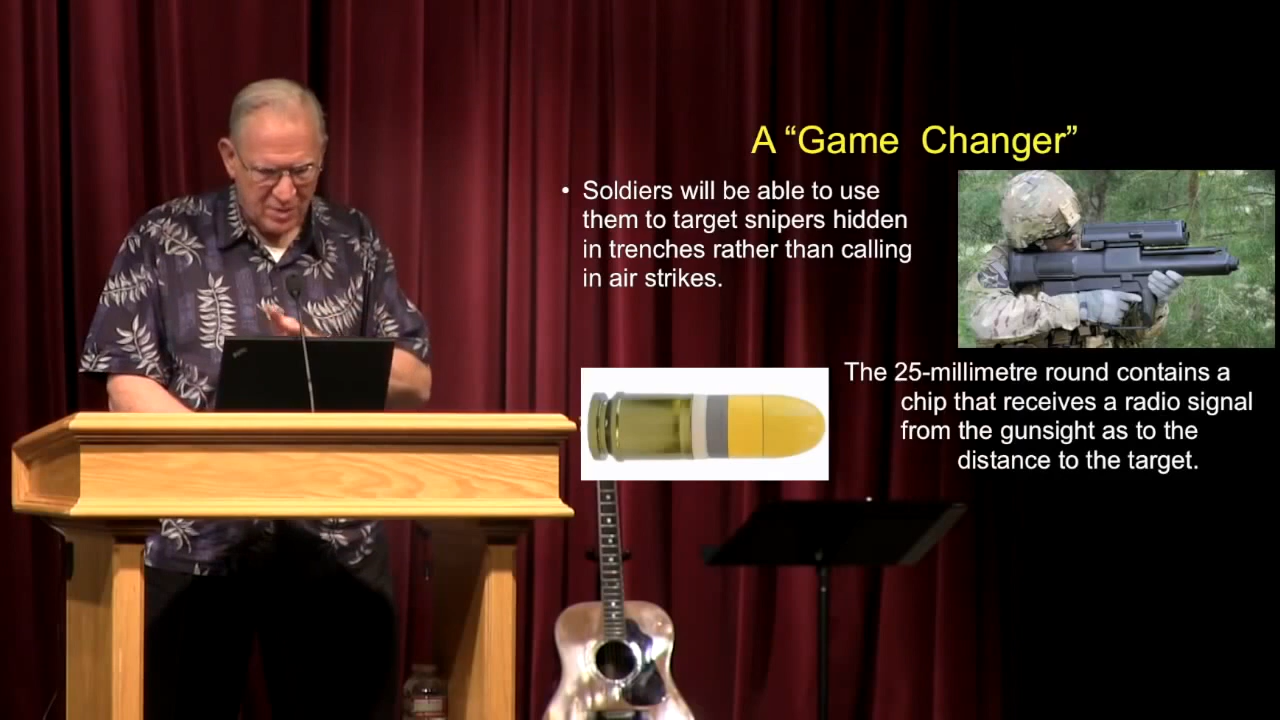 A “Game Changer”
• Soldiers will be able to use
them to target snipers hidden
in trenches rather than calling
in air strikes.
The 25-millimetre round contains a
chip that receives a radio signal
from the gunsight as to the
distance to the target.